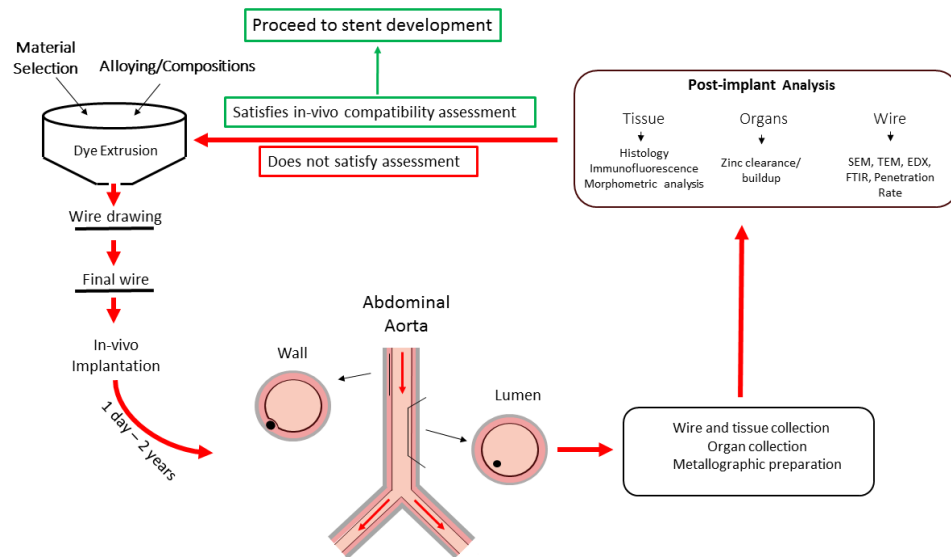 Proceed to stent development
Material
Selection
Alloying/Compositions
Dye Extrusion
Satisfies in-vivo compatibility assessment
Does not satisfy assessment
Post-implant Analysis
Tissue
Histology
Immunofluorescence
Morphometric analysis
Organs
Zinc clearance/
buildup
Wire
SEM, TEM, EDX,
FTIR, Penetration
Rate
Wire drawing
Final wire
In-vivo
Implantation
1 day – 2 years
Abdominal
Aorta
Wall
Lumen
Wire and tissue collection
Organ collection
Metallographic preparation